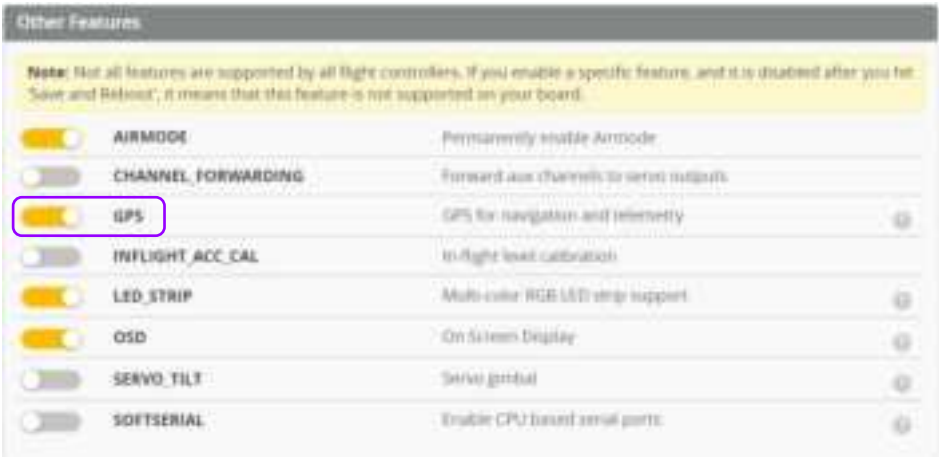 Other Features
Note: Not all features are supported by all flight controllers. If you enable a specific feature, and it is disabled after you hit
'Save and Reboot', it means that this feature is not supported on your board.
AIRMODE Permanently enable Airmode
CHANNEL_FORWARDING Forward aux channels to servo outputs
GPS GPS for navigation and telemetry
INFLIGHT_ACC_CAL In-flight level calibration
LED_STRIP Multi-color RGB LED strip support
OSD On Screen Display
SERVO_TILT Servo gimbal
SOFTSERIAL Enable CPU based serial ports